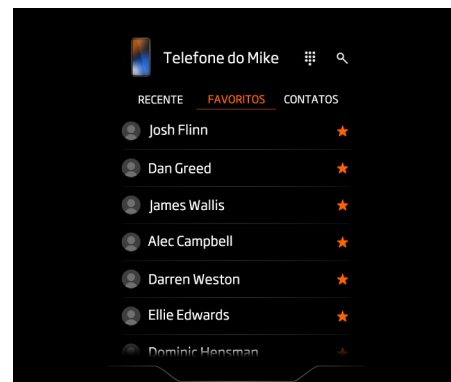 Telefone do Mike
RECENTE FAVORITOS CONTATOS
Josh Flinn
Dan Greed
James Wallis
Alec Campbell
Darren Weston
Ellie Edwards
Dominic Hensman